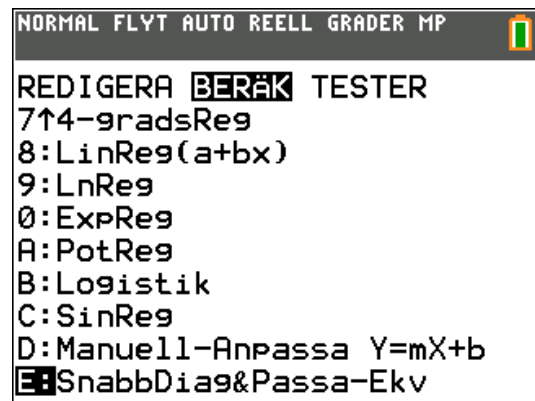 NORMAL FLYT AUTO REELL GRADER MP
REDIGERA BERÄK TESTER
7↑4-gradsReg
8:LinReg(a+bx)
9:LnReg
0:ExpReg
A:PotReg
B:Logistik
C:SinReg
D:Manuell-Anpassa Y=mX+b
E:SnabbDiag&Passa-Ekv